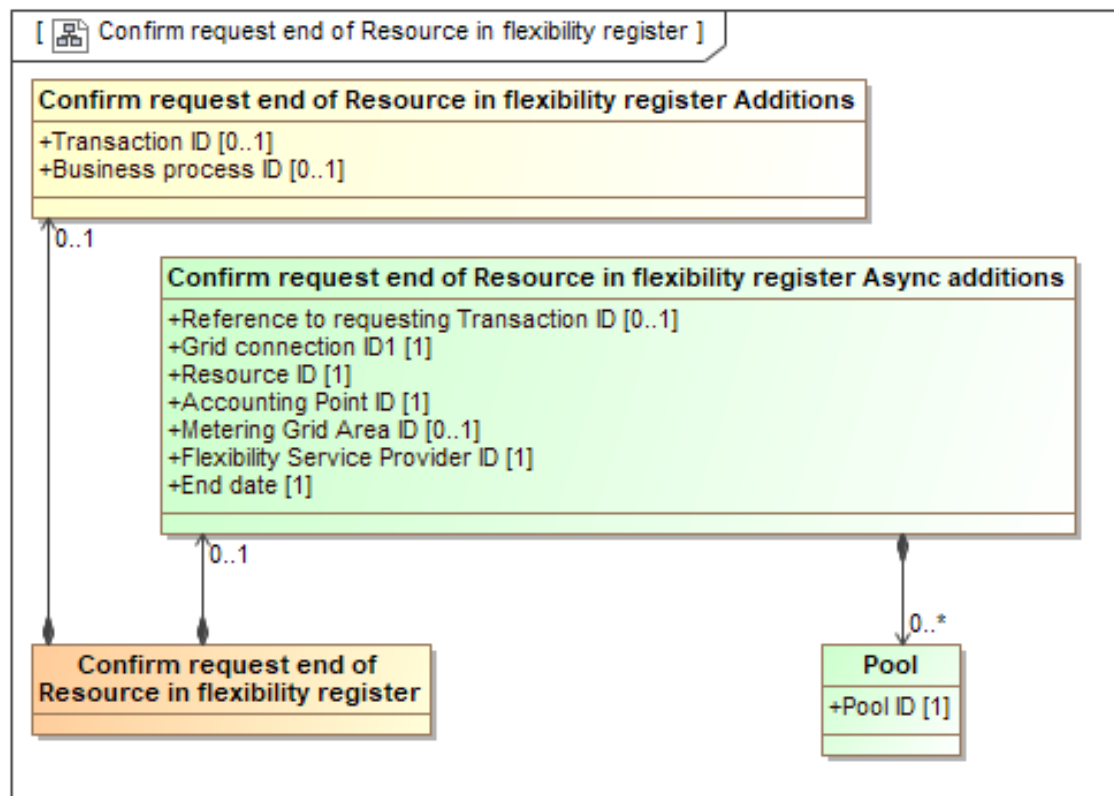 [ Confirm request end of Resource in flexibility register ]
Confirm request end of Resource in flexibility register Additions
+Transaction ID [0..1]
+Business process ID [0..1]
0..1
Confirm request end of Resource in flexibility register Async additions
+Reference to requesting Transaction ID [0..1]
+Grid connection ID1 [1]
+Resource ID [1]
+Accounting Point ID [1]
+Metering Grid Area ID [0..1]
+Flexibility Service Provider ID [1]
+End date [1]
0..1
0..*
Confirm request end of
Resource in flexibility register
Pool
+Pool ID [1]